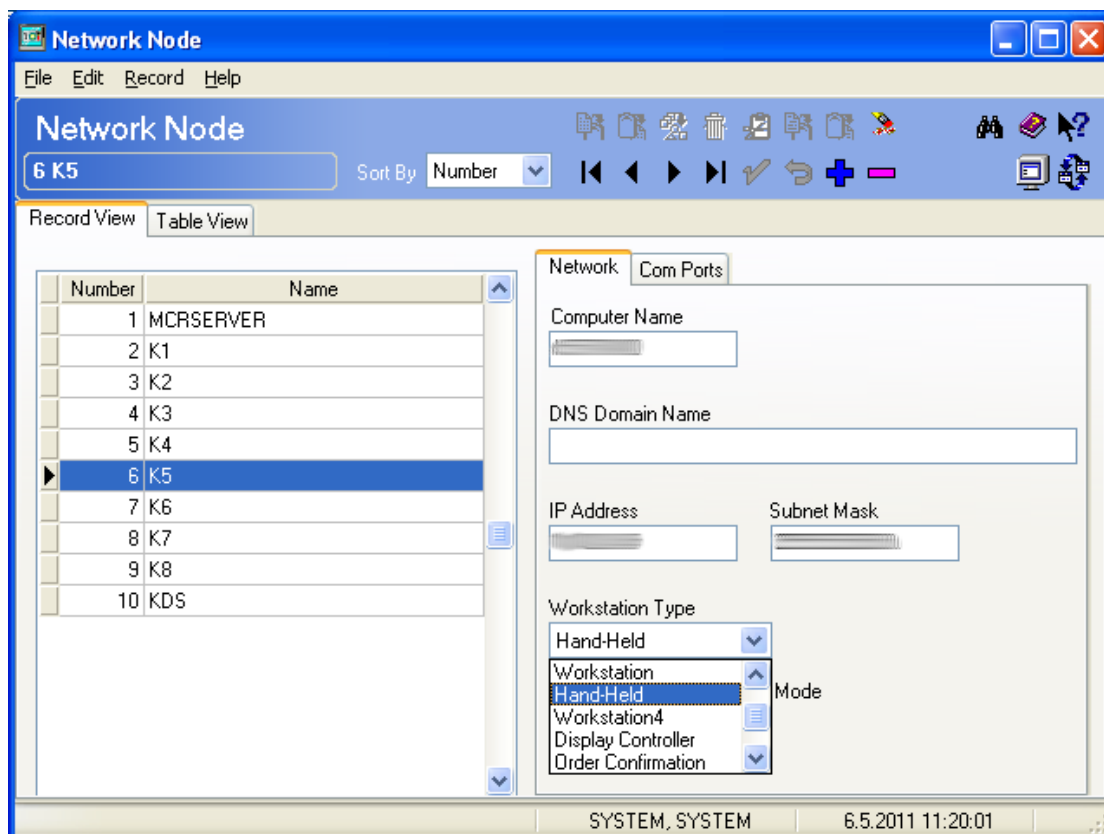 Network Node
File Edit Record Help
Network Node
6 K5
Sort By Number
Record View Table View
Number Name
1 MCRSERVER
2 K1
3 K2
4 K3
5 K4
6 K5
7 K6
8 K7
9 K8
10 KDS
Network Com Ports
Computer Name
DNS Domain Name
IP Address Subnet Mask
Workstation Type
Hand-Held
Workstation
Hand-Held
Workstation4
Display Controller
Order Confirmation
Mode
SYSTEM, SYSTEM 6.5.2011 11:20:01